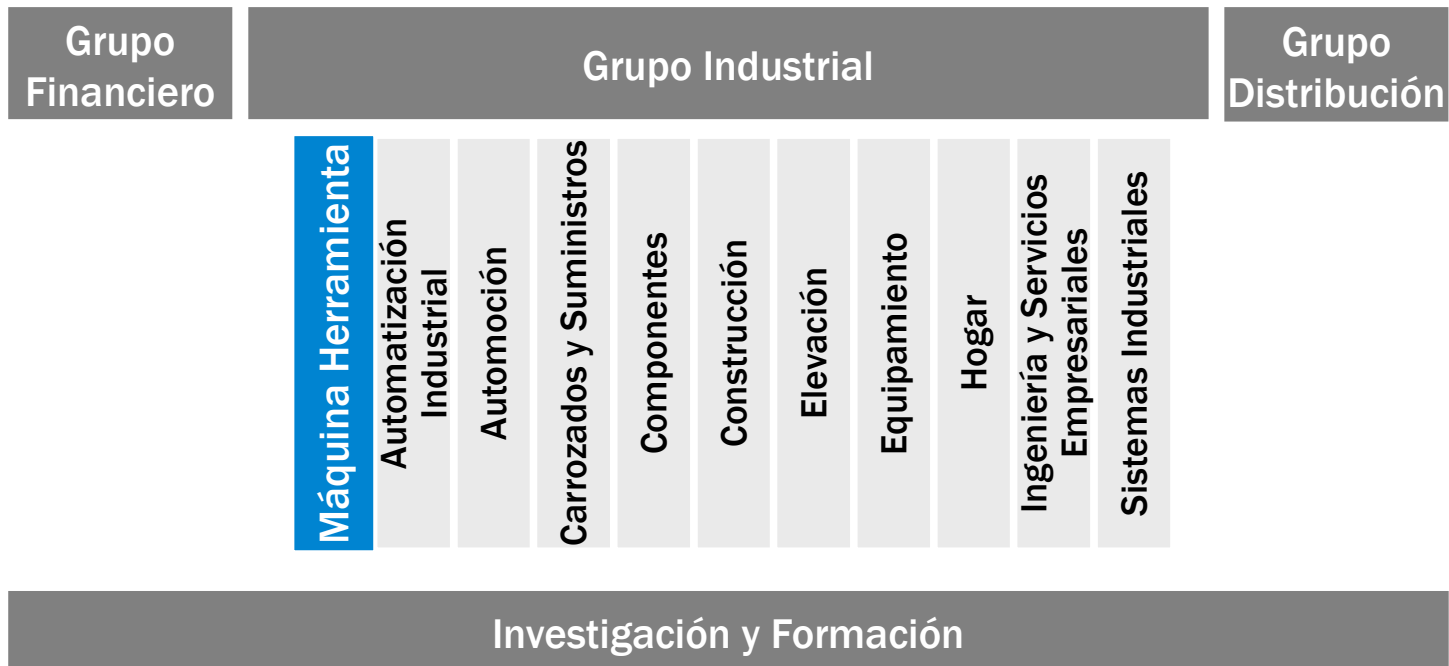 Grupo
Financiero
Grupo Industrial
Grupo
Distribución
Máquina Herramienta
Automatización
Industrial
Automoción
Carrozados y Suministros
Componentes
Construcción
Elevación
Equipamiento
Hogar
Ingeniería y Servicios
Empresariales
Sistemas Industriales
Investigación y Formación